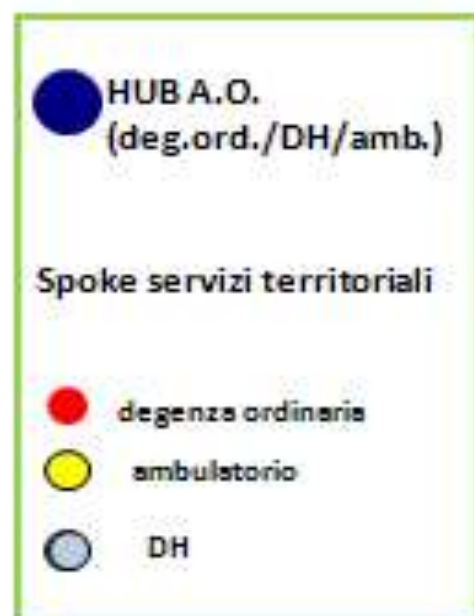 HUB A.O.
(deg.ord./DH/amb.)
Spoke servizi territoriali
degenza ordinaria
ambulatorio
DH